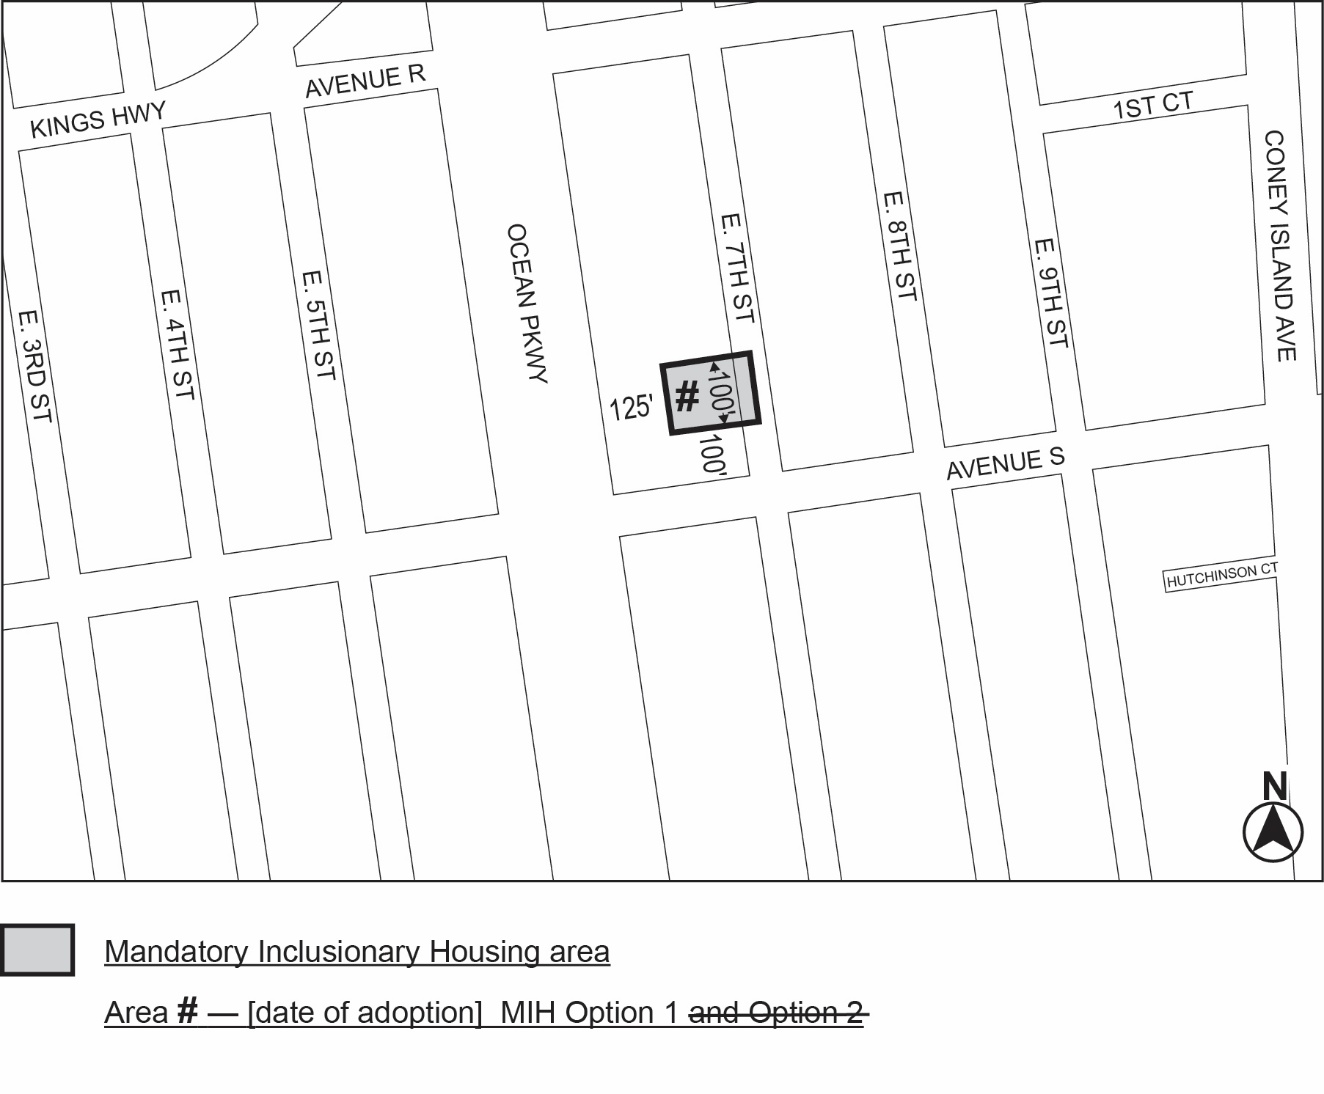 AVENUE R
KINGS HWY
1ST CT
CONEY ISLAND AVE
E. 8TH ST
E. 7TH ST
OCEAN PKWY
E. 9TH ST
E. 5TH ST
E. 4TH ST
E. 3RD ST
125'
#
100'
100'
AVENUE S
HUTCHINSON CT
N
Mandatory Inclusionary Housing area
Area # — [date of adoption] MIH Option 1 and Option 2